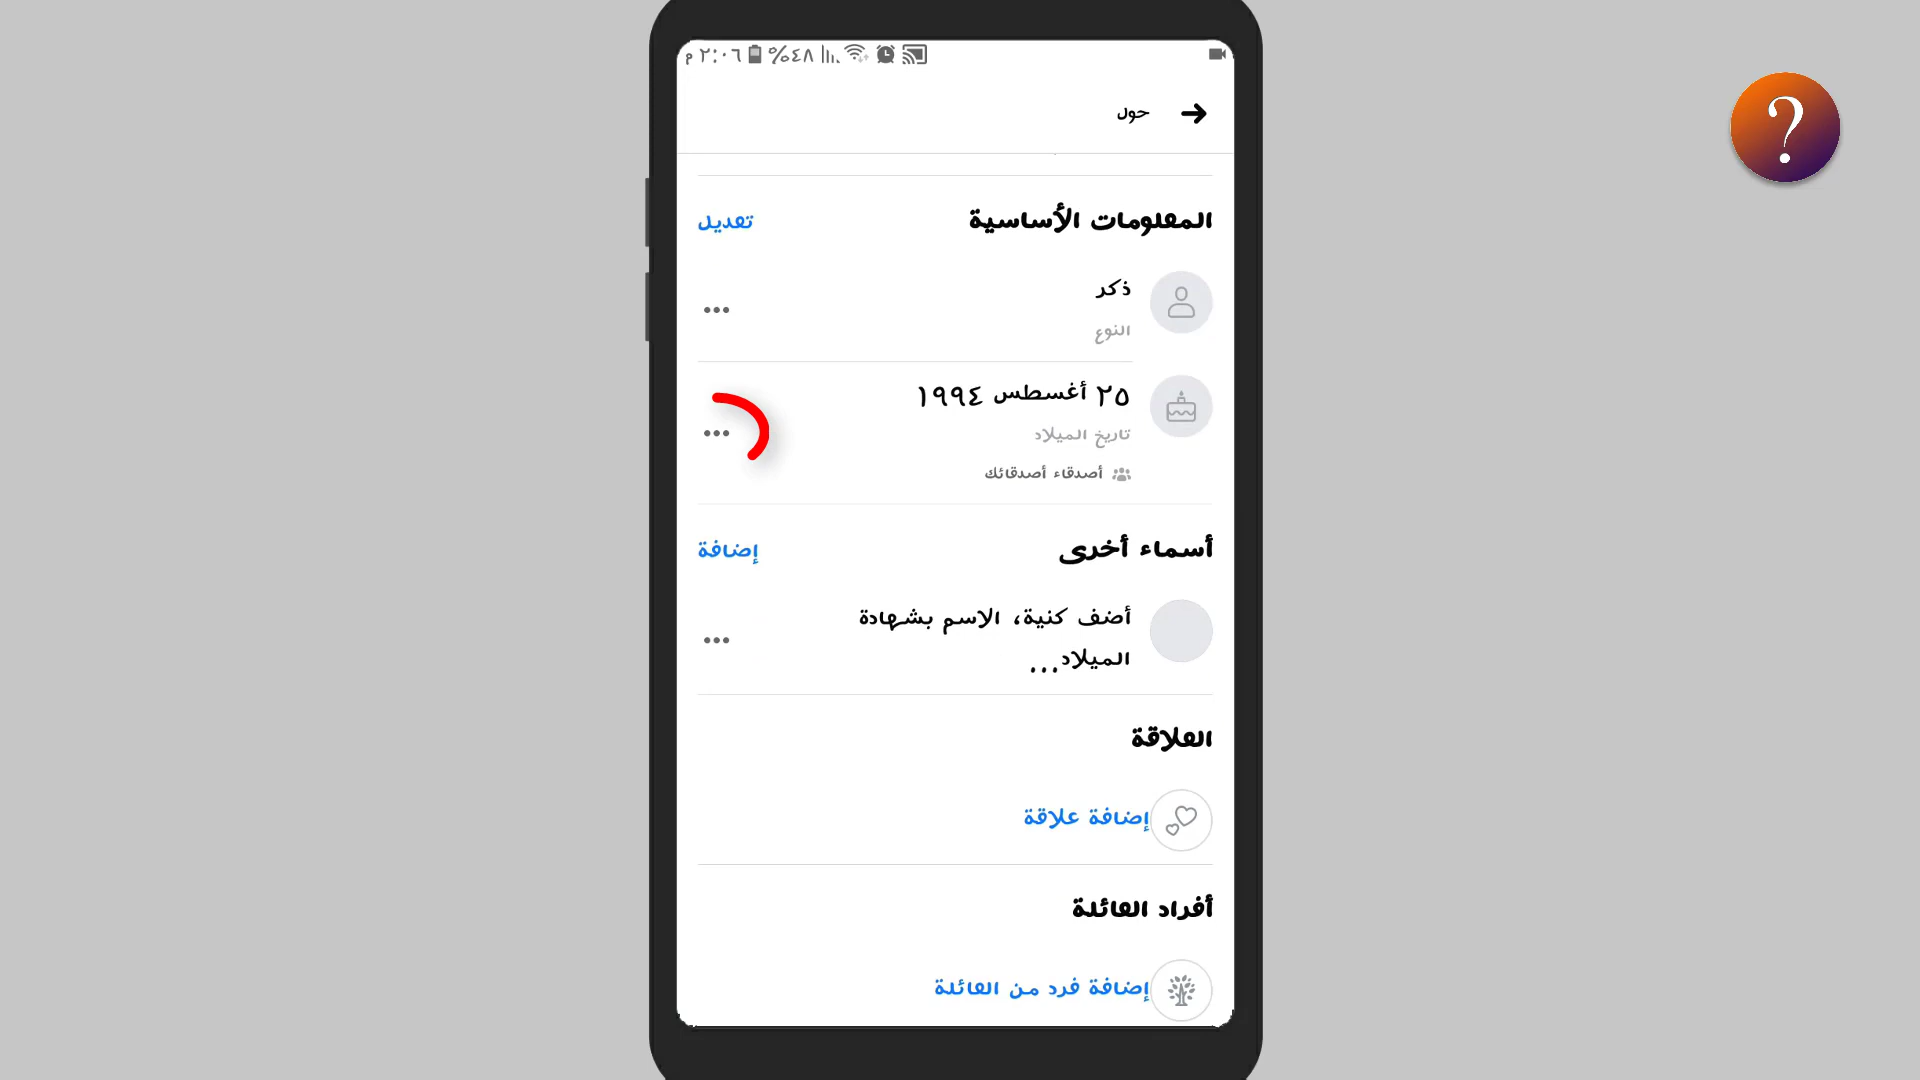 م ٢:٠٦ ٪٤٨
حول
المعلومات الأساسية
تعديل
ذكر
النوع
٢٥ أغسطس ١٩٩٤
تاريخ الميلاد
أصدقاء أصدقائك
أسماء أخرى
إضافة
أضف كنية، الاسم بشهادة
الميلاد...
العلاقة
إضافة علاقة
أفراد العائلة
إضافة فرد من العائلة
?